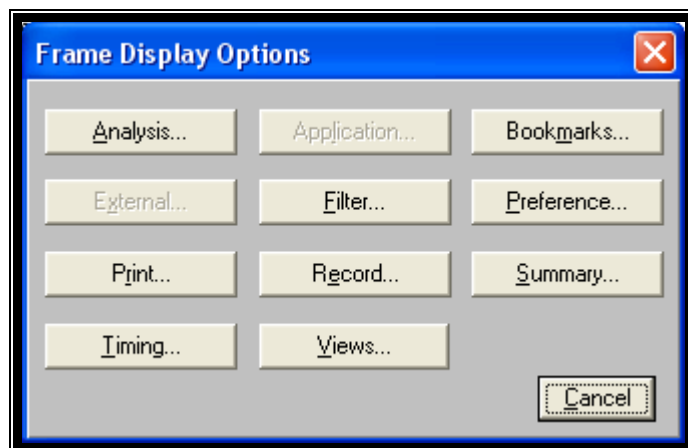 Frame Display Options
Analysis... Application... Bookmarks...
External... Filter... Preference...
Print... Record... Summary...
Timing... Views...
Cancel